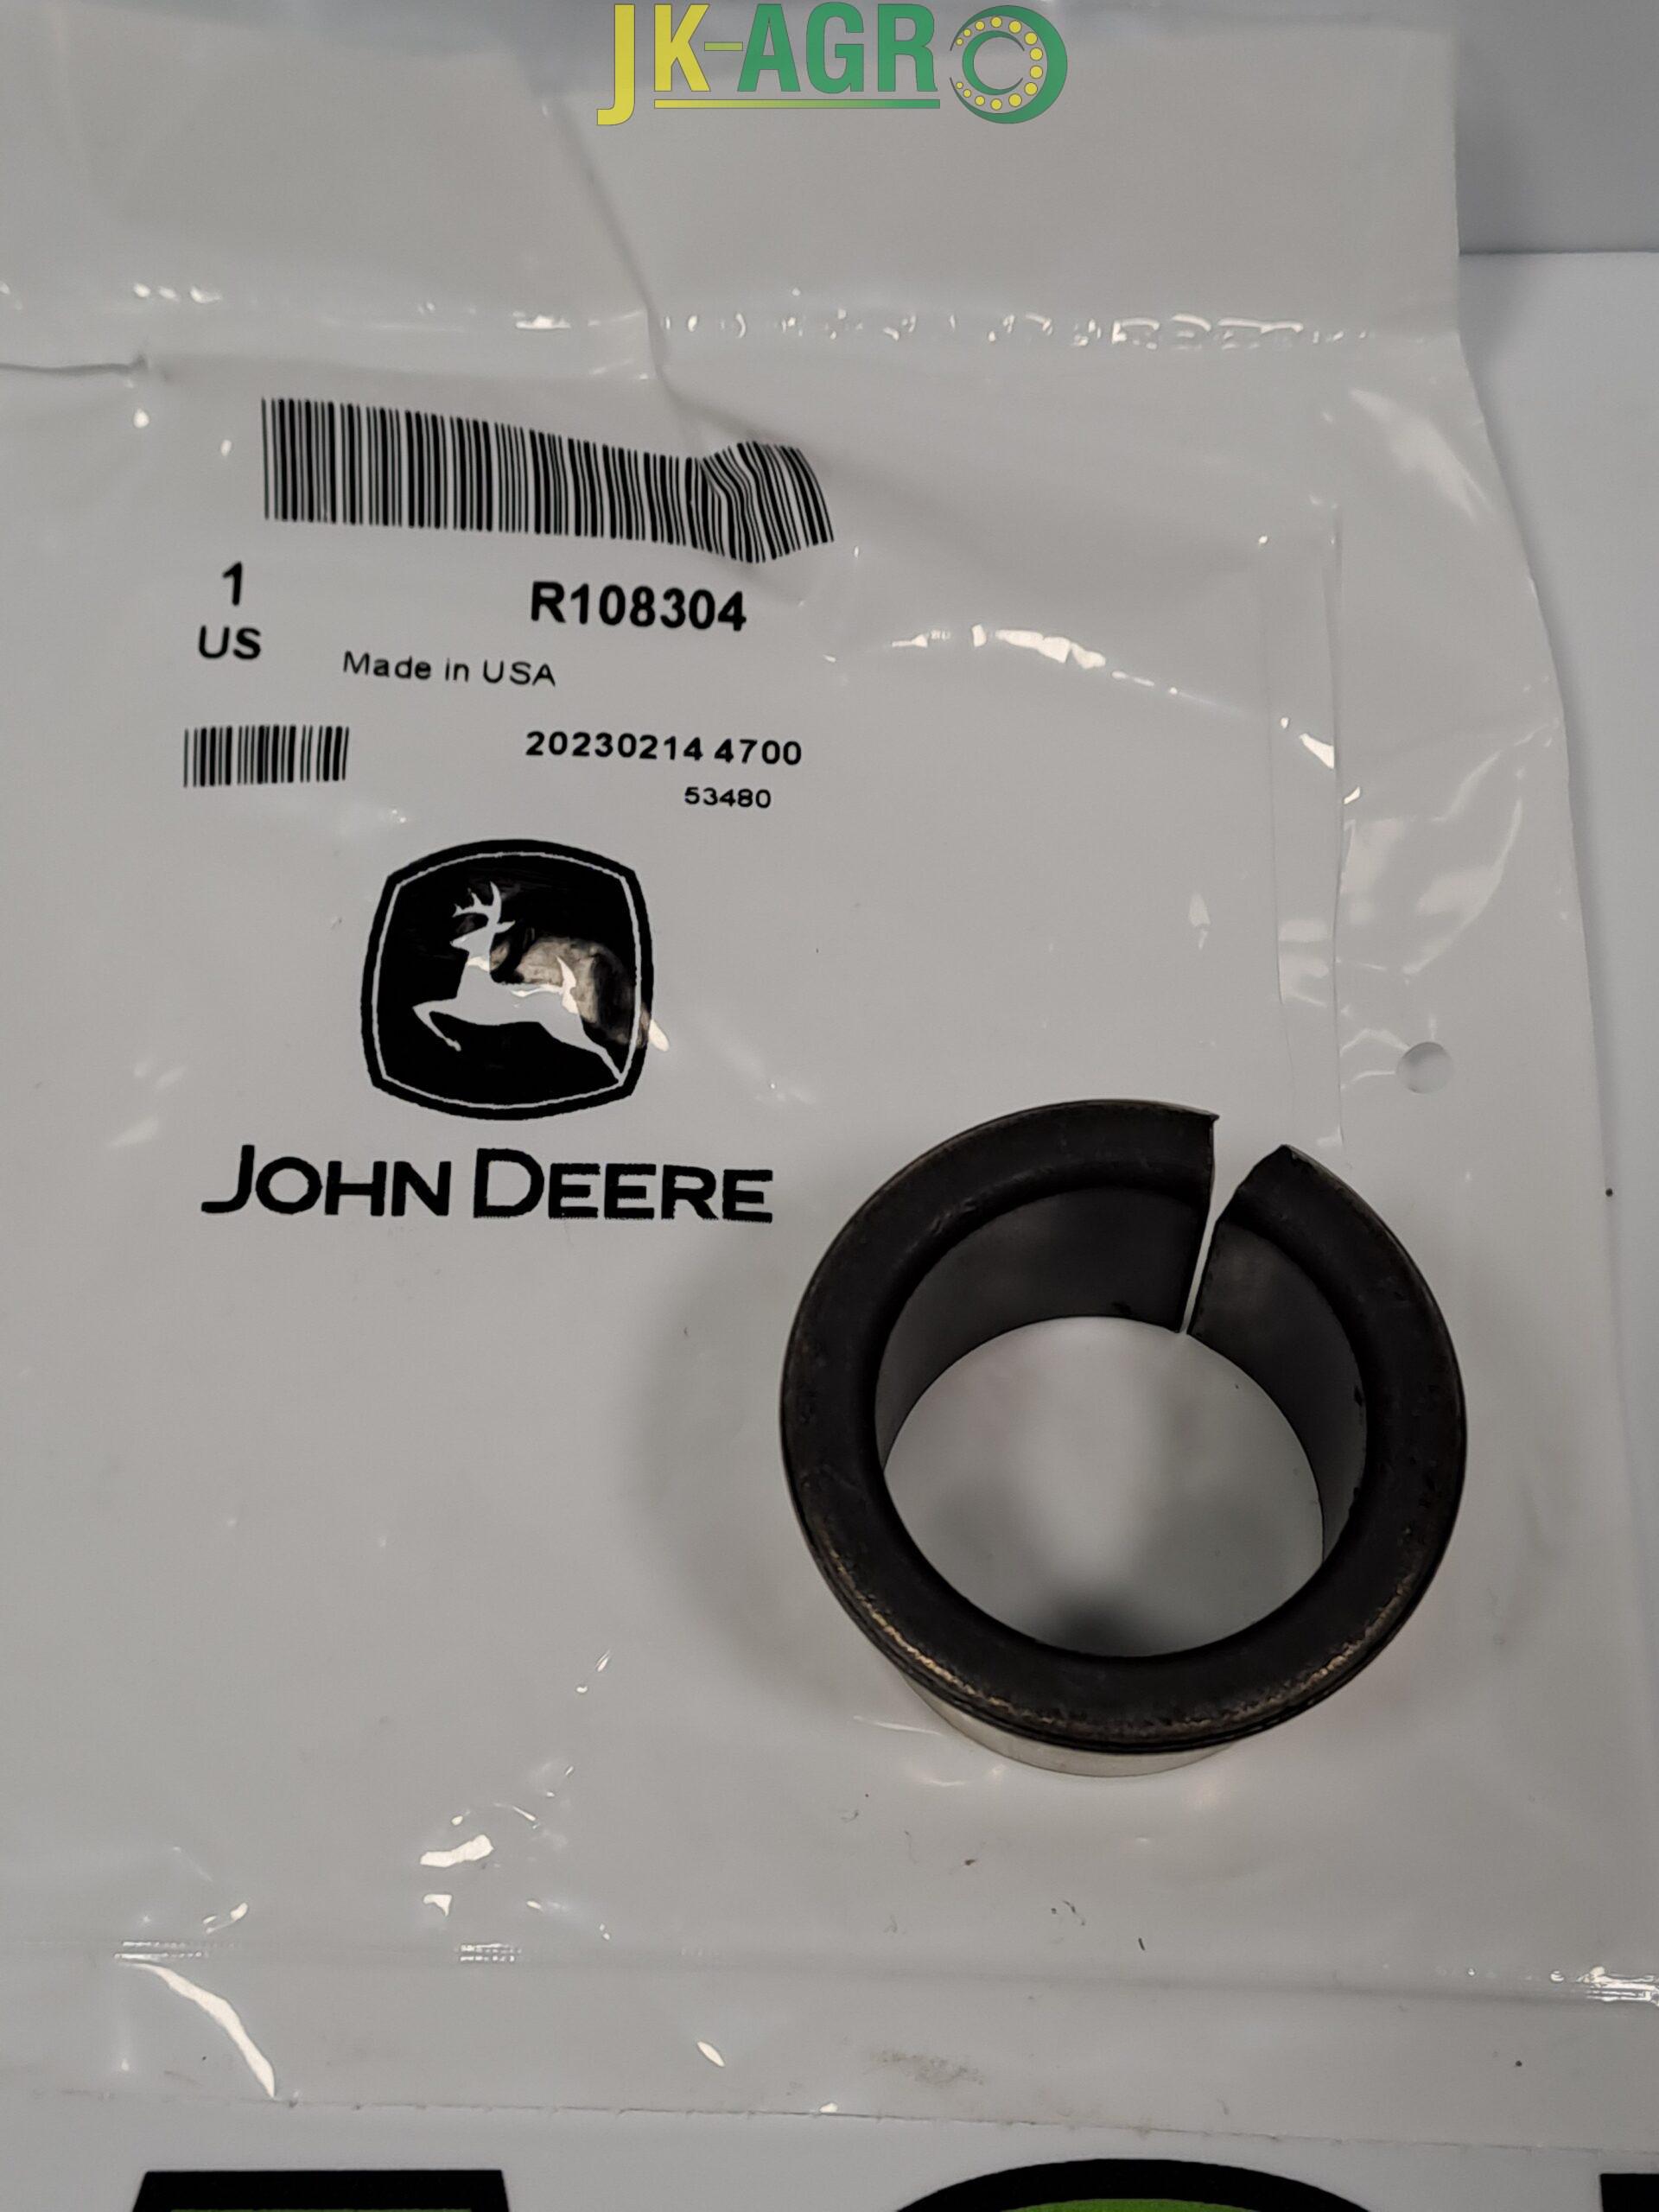 JK-AGRO
R108304
1
US
Made in USA
20230214 4700
53480
JOHN DEERE